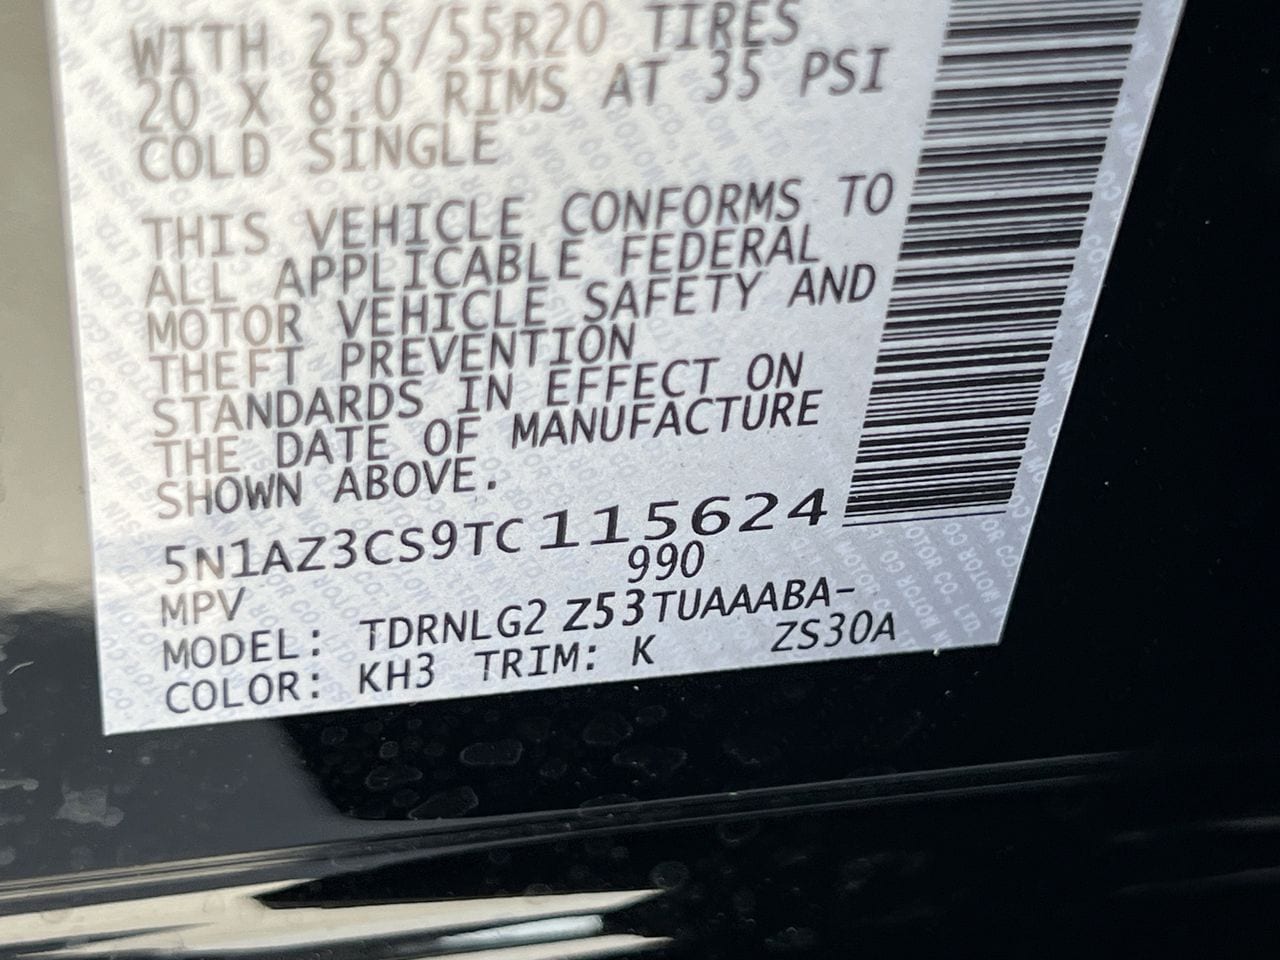 WITH 255/55R20 TIRES
20 X 8.0 RIMS AT 35 PSI
COLD SINGLE
THIS VEHICLE CONFORMS TO
ALL APPLICABLE FEDERAL
MOTOR VEHICLE SAFETY AND
THEFT PREVENTION
STANDARDS IN EFFECT ON
THE DATE OF MANUFACTURE
SHOWN ABOVE.
5N1AZ3CS9TC115624
990
MPV
MODEL: TDRNLG2 Z53TUAAABA-
ZS30A
COLOR: KH3 TRIM: K